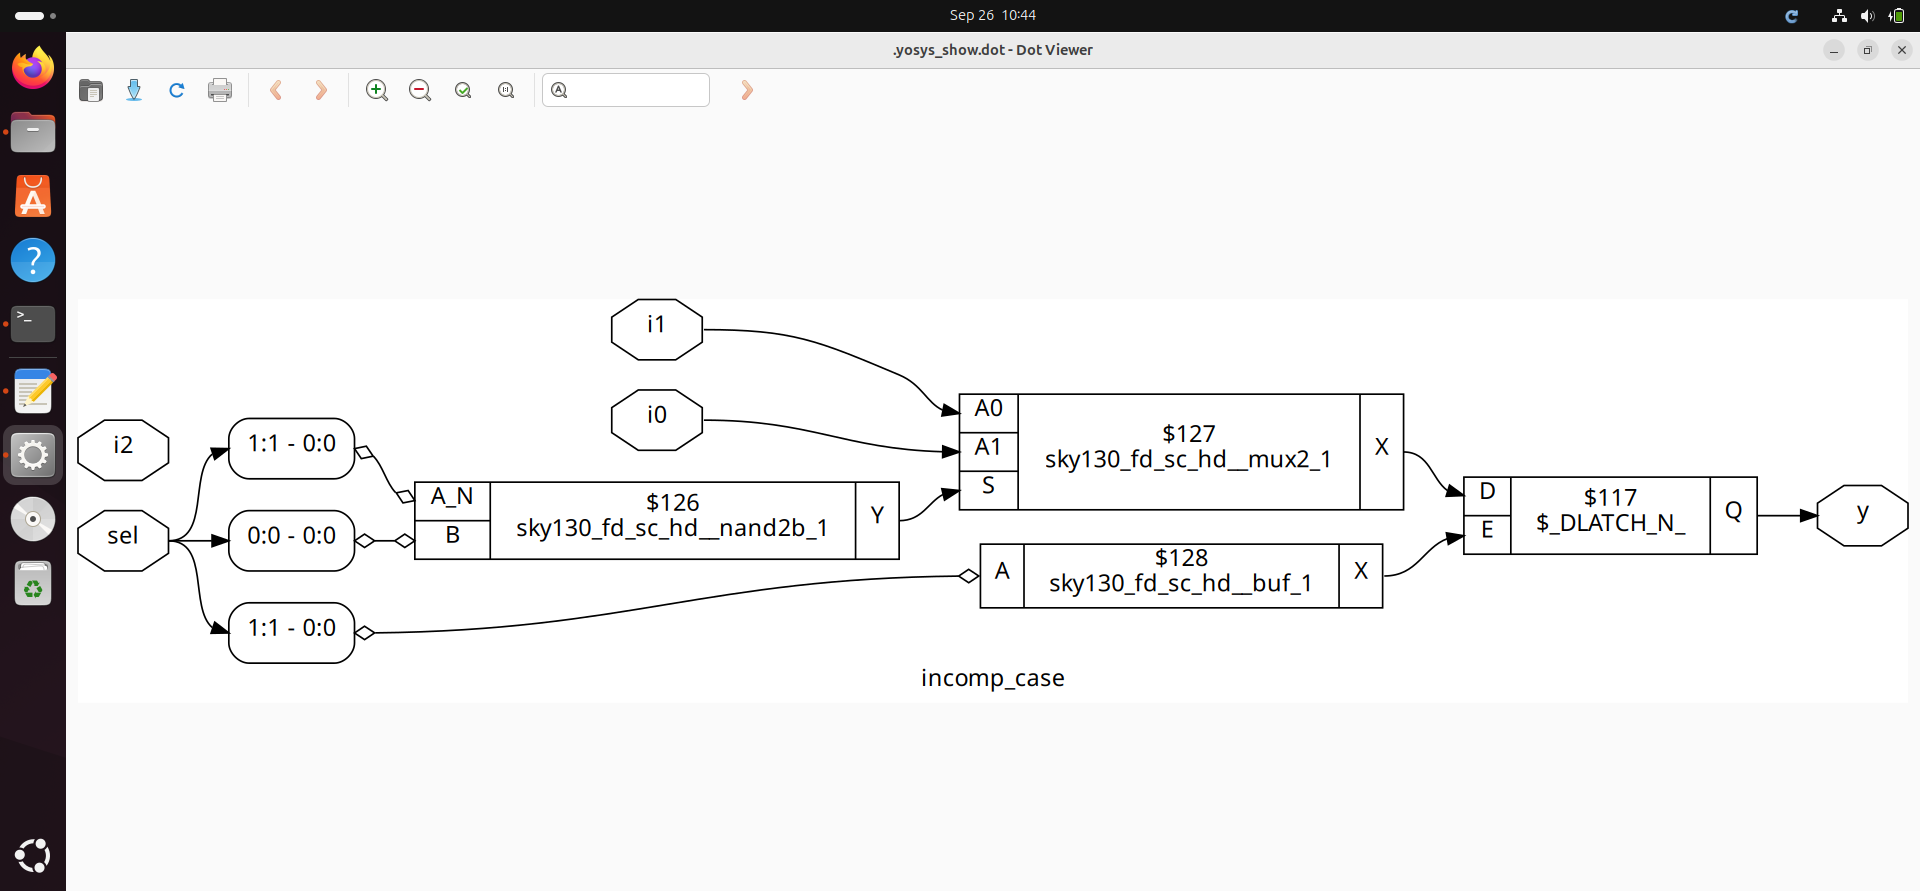 Sep 26 10:44
.yosys_show.dot - Dot Viewer
i1
i0
i2
sel
1:1 - 0:0
0:0 - 0:0
1:1 - 0:0
A_N
B
$126
sky130_fd_sc_hd__nand2b_1
Y
A0
A1
S
$127
sky130_fd_sc_hd__mux2_1
X
A
$128
sky130_fd_sc_hd__buf_1
X
D
E
$117
$_DLATCH_N_
Q
y
incomp_case